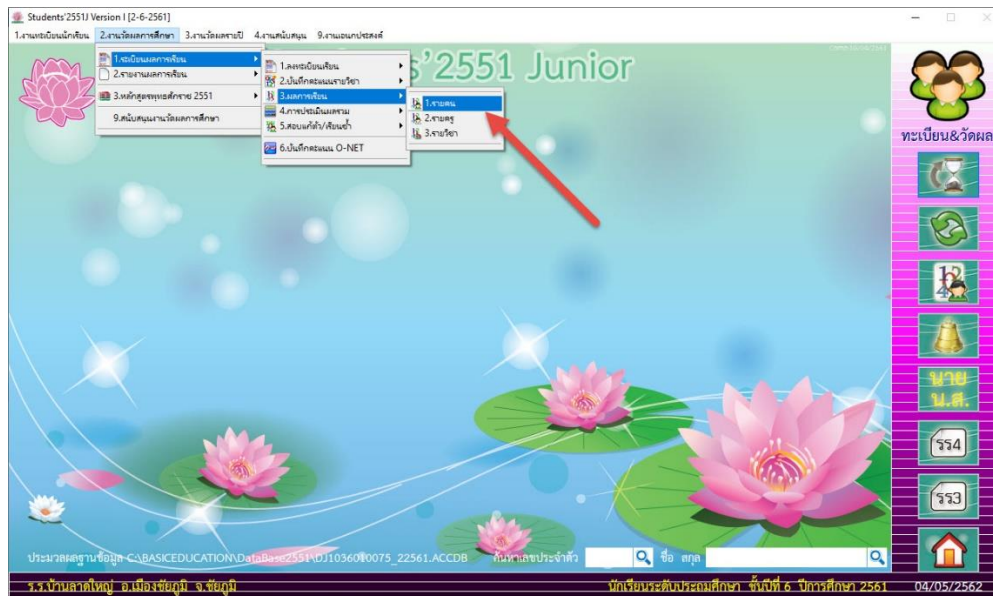 Students'2551J Version I [2-6-2561]
1.งานทะเบียนนักเรียน 2.งานวัดผลการศึกษา 3.งานวัดผลรายปี 4.งานสนับสนุน 9.งานอเนกประสงค์
1.ระเบียนผลการเรียน
2.รายงานผลการเรียน
3.หลักสูตรพุทธศักราช 2551
9.สนับสนุนงานวัดผลการศึกษา
1.ลงทะเบียนเรียน
2.บันทึกคะแนนรายวิชา
3.ผลการเรียน
4.การประเมินผลรวม
5.สอบแก้ตัว/เรียนซ้ำ
6.บันทึกคะแนน O-NET
1.รายคน
2.รายครู
3.รายวิชา
s'2551 Junior
ทะเบียน&วัดผล
นาย
น.ส.
รร4
รร3
ประมวลผลฐานข้อมูล C:\BASICEDUCATION\DataBase2551\DJ1036010075_22561.ACCDB ค้นหาเลขประจำตัว ชื่อ สกุล
ร.ร.บ้านลาดใหญ่ อ.เมืองชัยภูมิ จ.ชัยภูมิ นักเรียนระดับประถมศึกษา ชั้นปีที่ 6 ปีการศึกษา 2561 04/05/2562